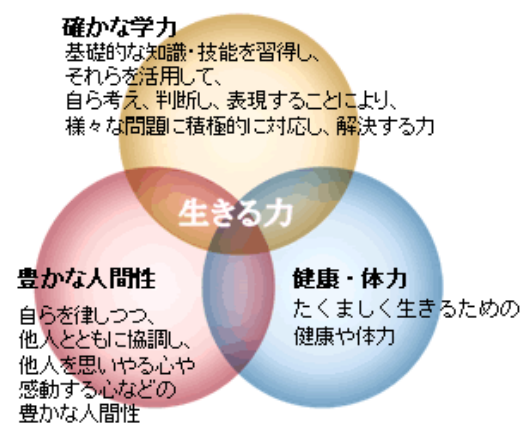 確かな学力
基礎的な知識・技能を習得し、
それらを活用して、
自ら考え、判断し、表現することにより、
様々な問題に積極的に対応し、解決する力
生きる力
豊かな人間性
自らを律しつつ、
他人とともに協調し、
他人を思いやる心や
感動する心などの
豊かな人間性
健康・体力
たくましく生きるための
健康や体力